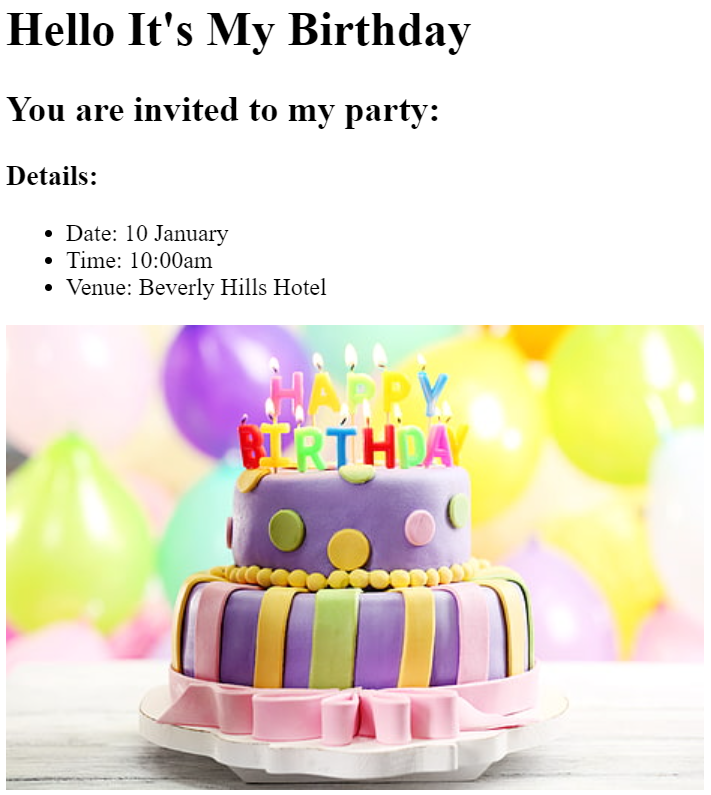 Hello It's My Birthday
You are invited to my party:
Details:
Date: 10 January
Time: 10:00am
Venue: Beverly Hills Hotel
HAPPY
BIRTHDAY